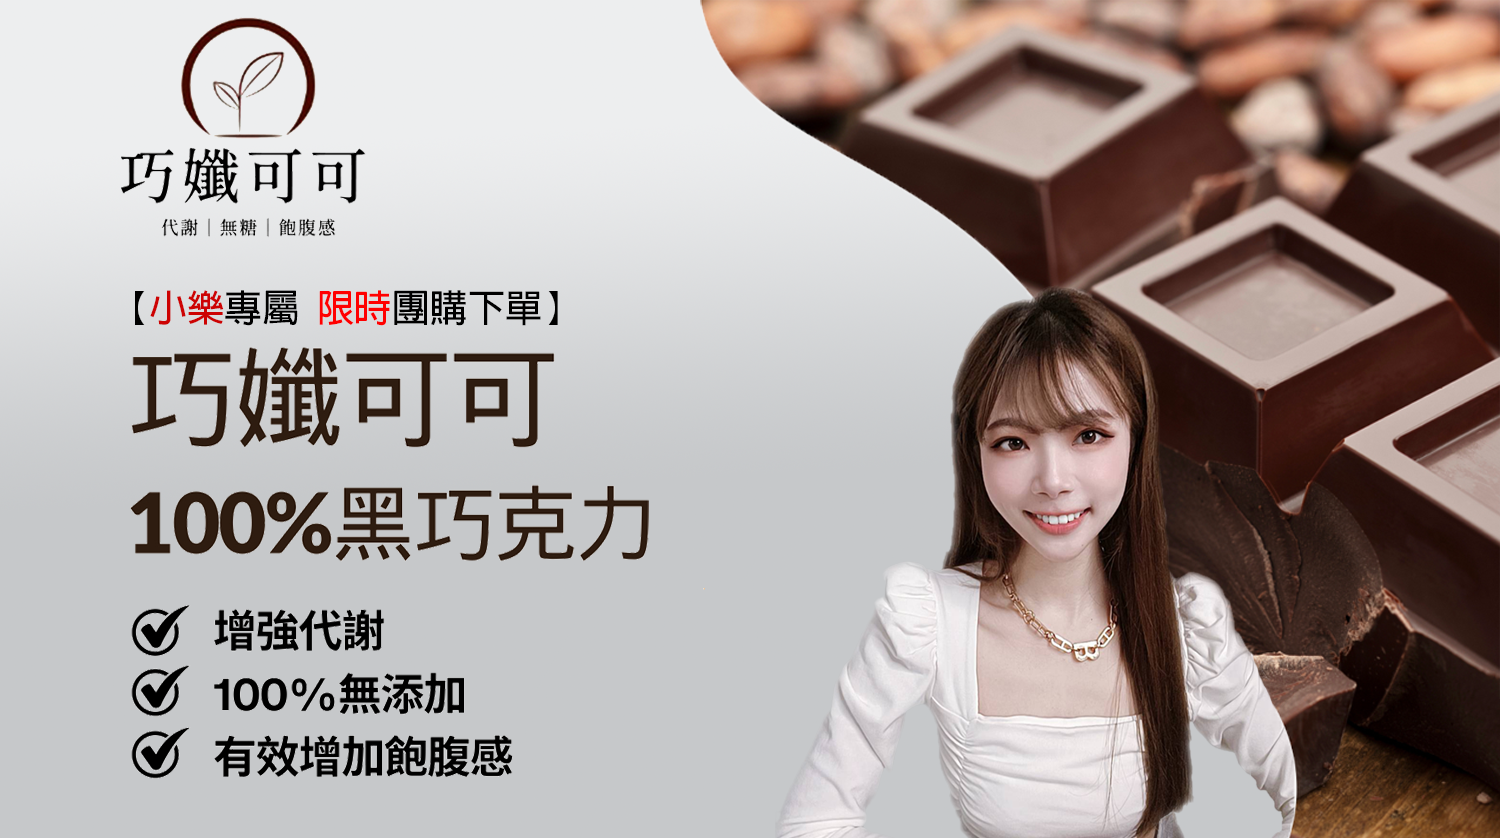 巧孅可可
代謝｜無糖｜飽腹感
【小樂專屬 限時團購下單】
巧孅可可
100%黑巧克力
增強代謝
100%無添加
有效增加飽腹感
B